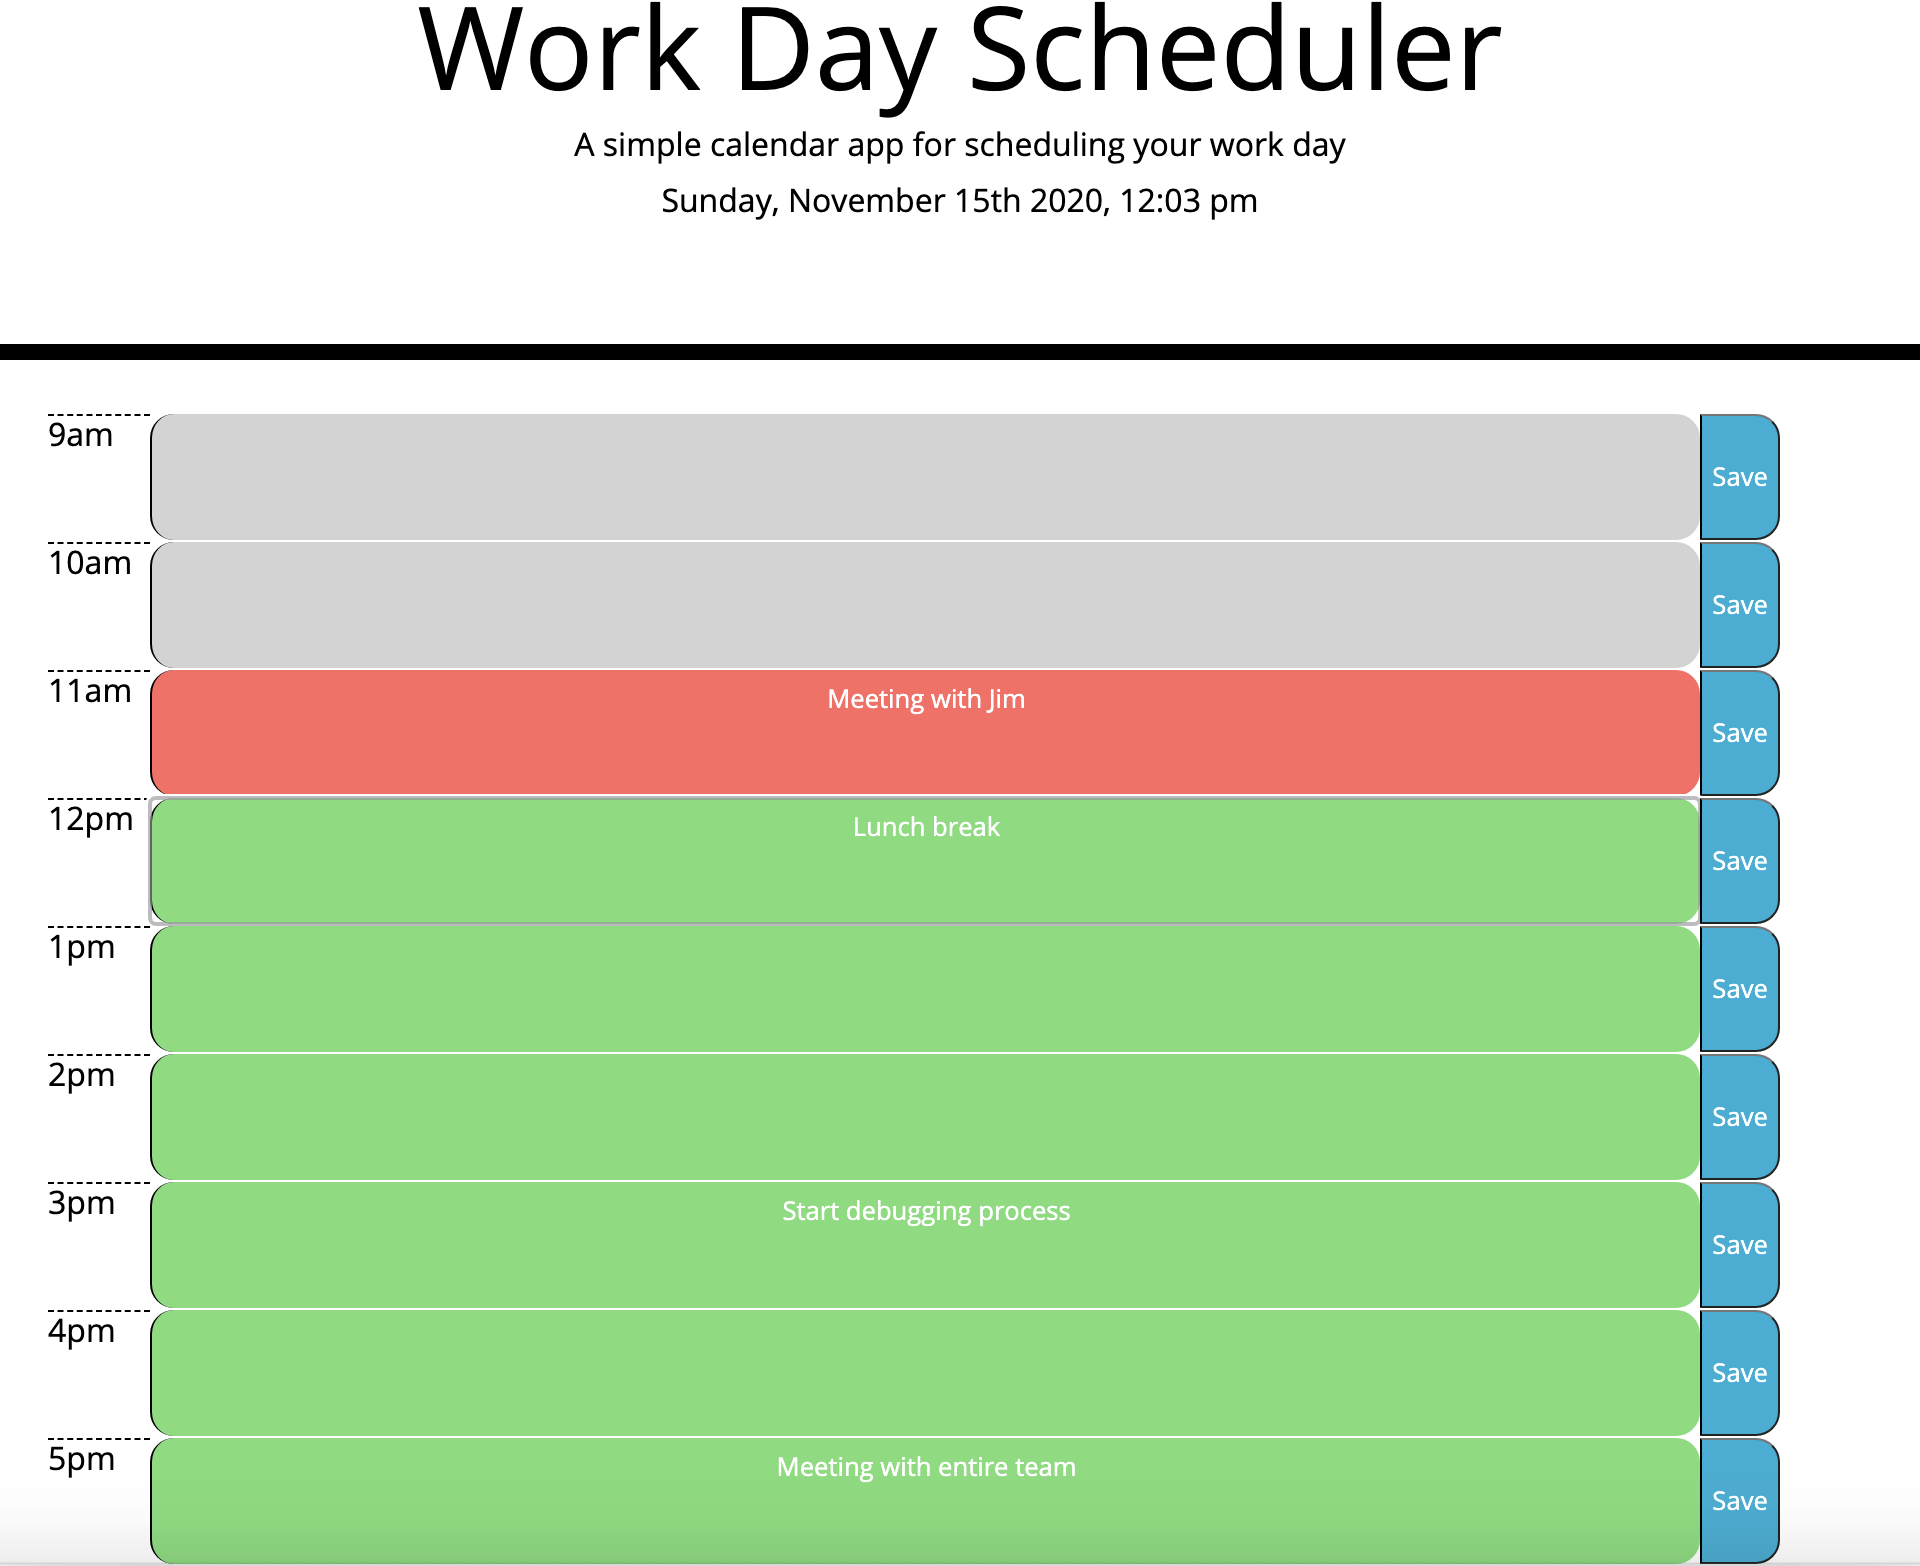 Work Day Scheduler
A simple calendar app for scheduling your work day
Sunday, November 15th 2020, 12:03 pm
9am
Save
10am
Save
11am
Meeting with Jim
Save
12pm
Lunch break
Save
1pm
Save
2pm
Save
3pm
Start debugging process
Save
4pm
Save
5pm
Meeting with entire team
Save